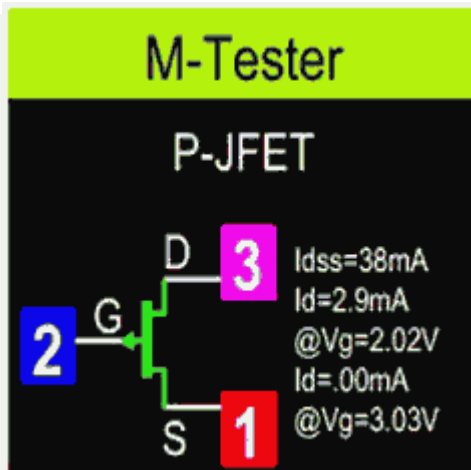 M-Tester
P-JFET
D
3
G
2
S
1
Idss=38mA
Id=2.9mA
@Vg=2.02V
Id=.00mA
@Vg=3.03V